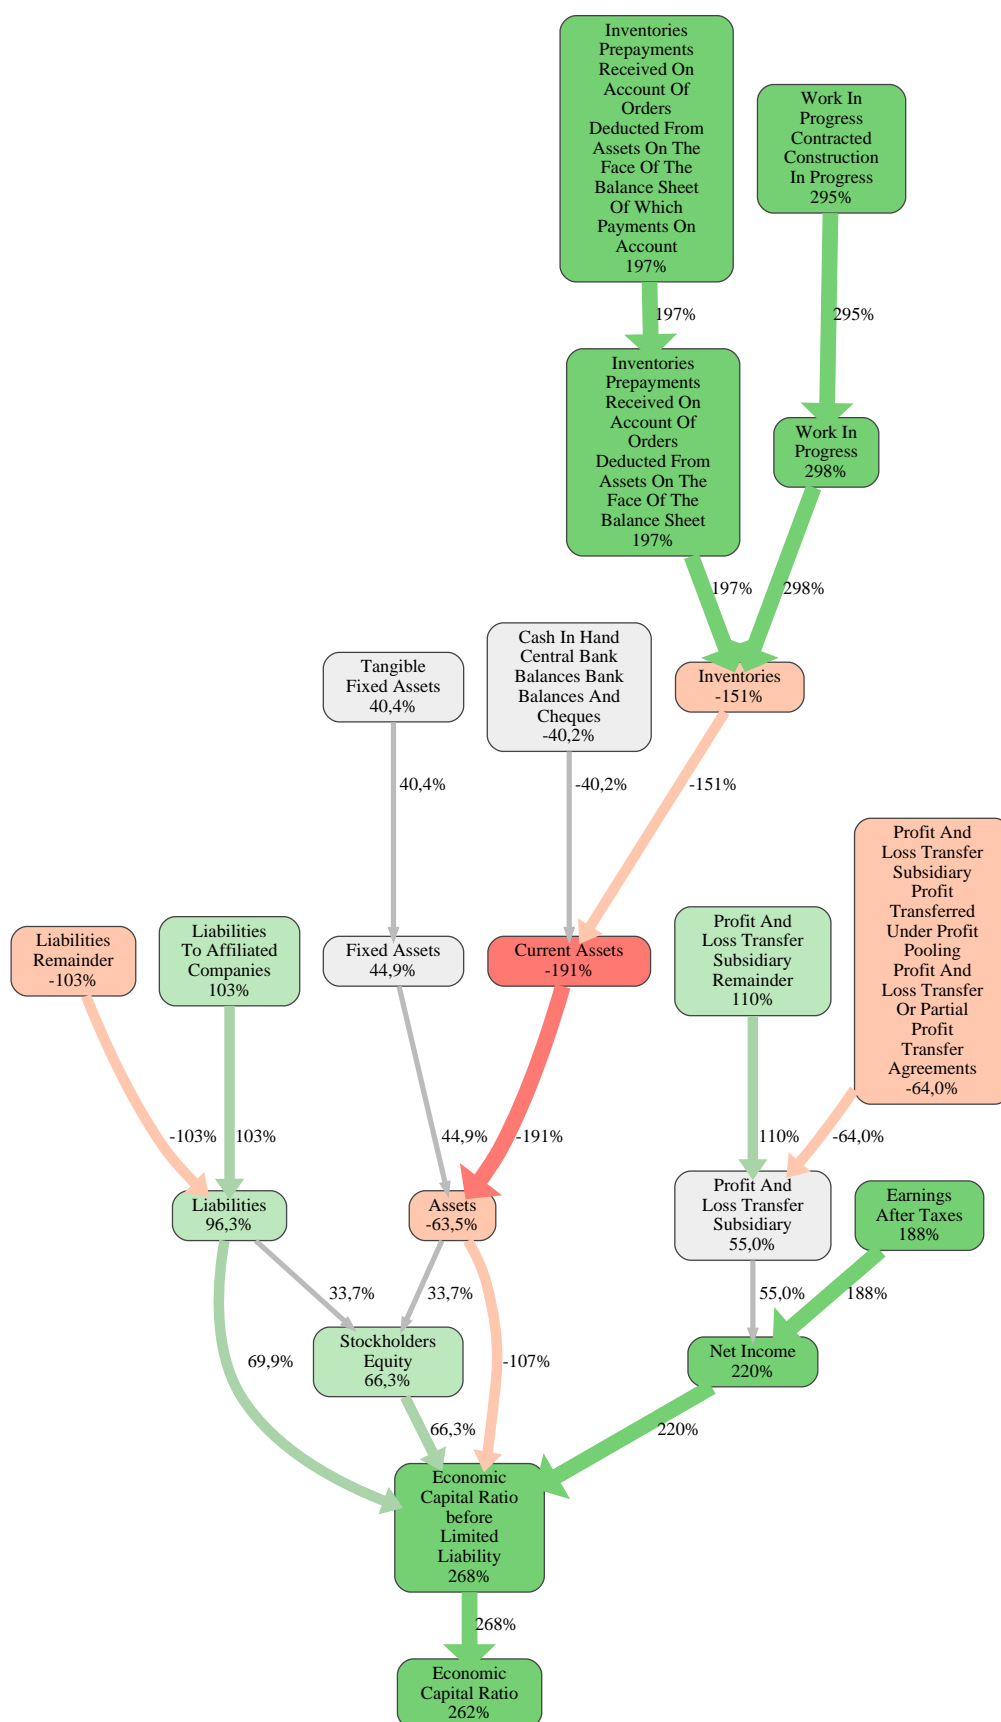 Inventories
Prepayments
Received On
Account Of
Orders
Deducted From
Assets On The
Face Of The
Balance Sheet
Of Which
Payments On
Account
197%
Work In
Progress
Contracted
Construction
In Progress
295%
197%
295%
Inventories
Prepayments
Received On
Account Of
Orders
Deducted From
Assets On The
Face Of The
Balance Sheet
197%
Work In
Progress
298%
197%
298%
Tangible
Fixed Assets
40,4%
Cash In Hand
Central Bank
Balances Bank
Balances And
Cheques
-40,2%
Inventories
-151%
40,4%
-40,2%
-151%
Profit And
Loss Transfer
Subsidiary
Profit
Transferred
Under Profit
Pooling
Profit And
Loss Transfer
Or Partial
Profit
Transfer
Agreements
-64,0%
Liabilities
Remainder
-103%
Liabilities
To Affiliated
Companies
103%
Fixed Assets
44,9%
Current Assets
-191%
Profit And
Loss Transfer
Subsidiary
Remainder
110%
-103%
103%
44,9%
-191%
110%
-64,0%
Liabilities
96,3%
Assets
-63,5%
Profit And
Loss Transfer
Subsidiary
55,0%
Earnings
After Taxes
188%
33,7%
33,7%
55,0%
188%
69,9%
Stockholders
Equity
66,3%
-107%
Net Income
220%
66,3%
220%
Economic
Capital Ratio
before
Limited
Liability
268%
268%
Economic
Capital Ratio
262%